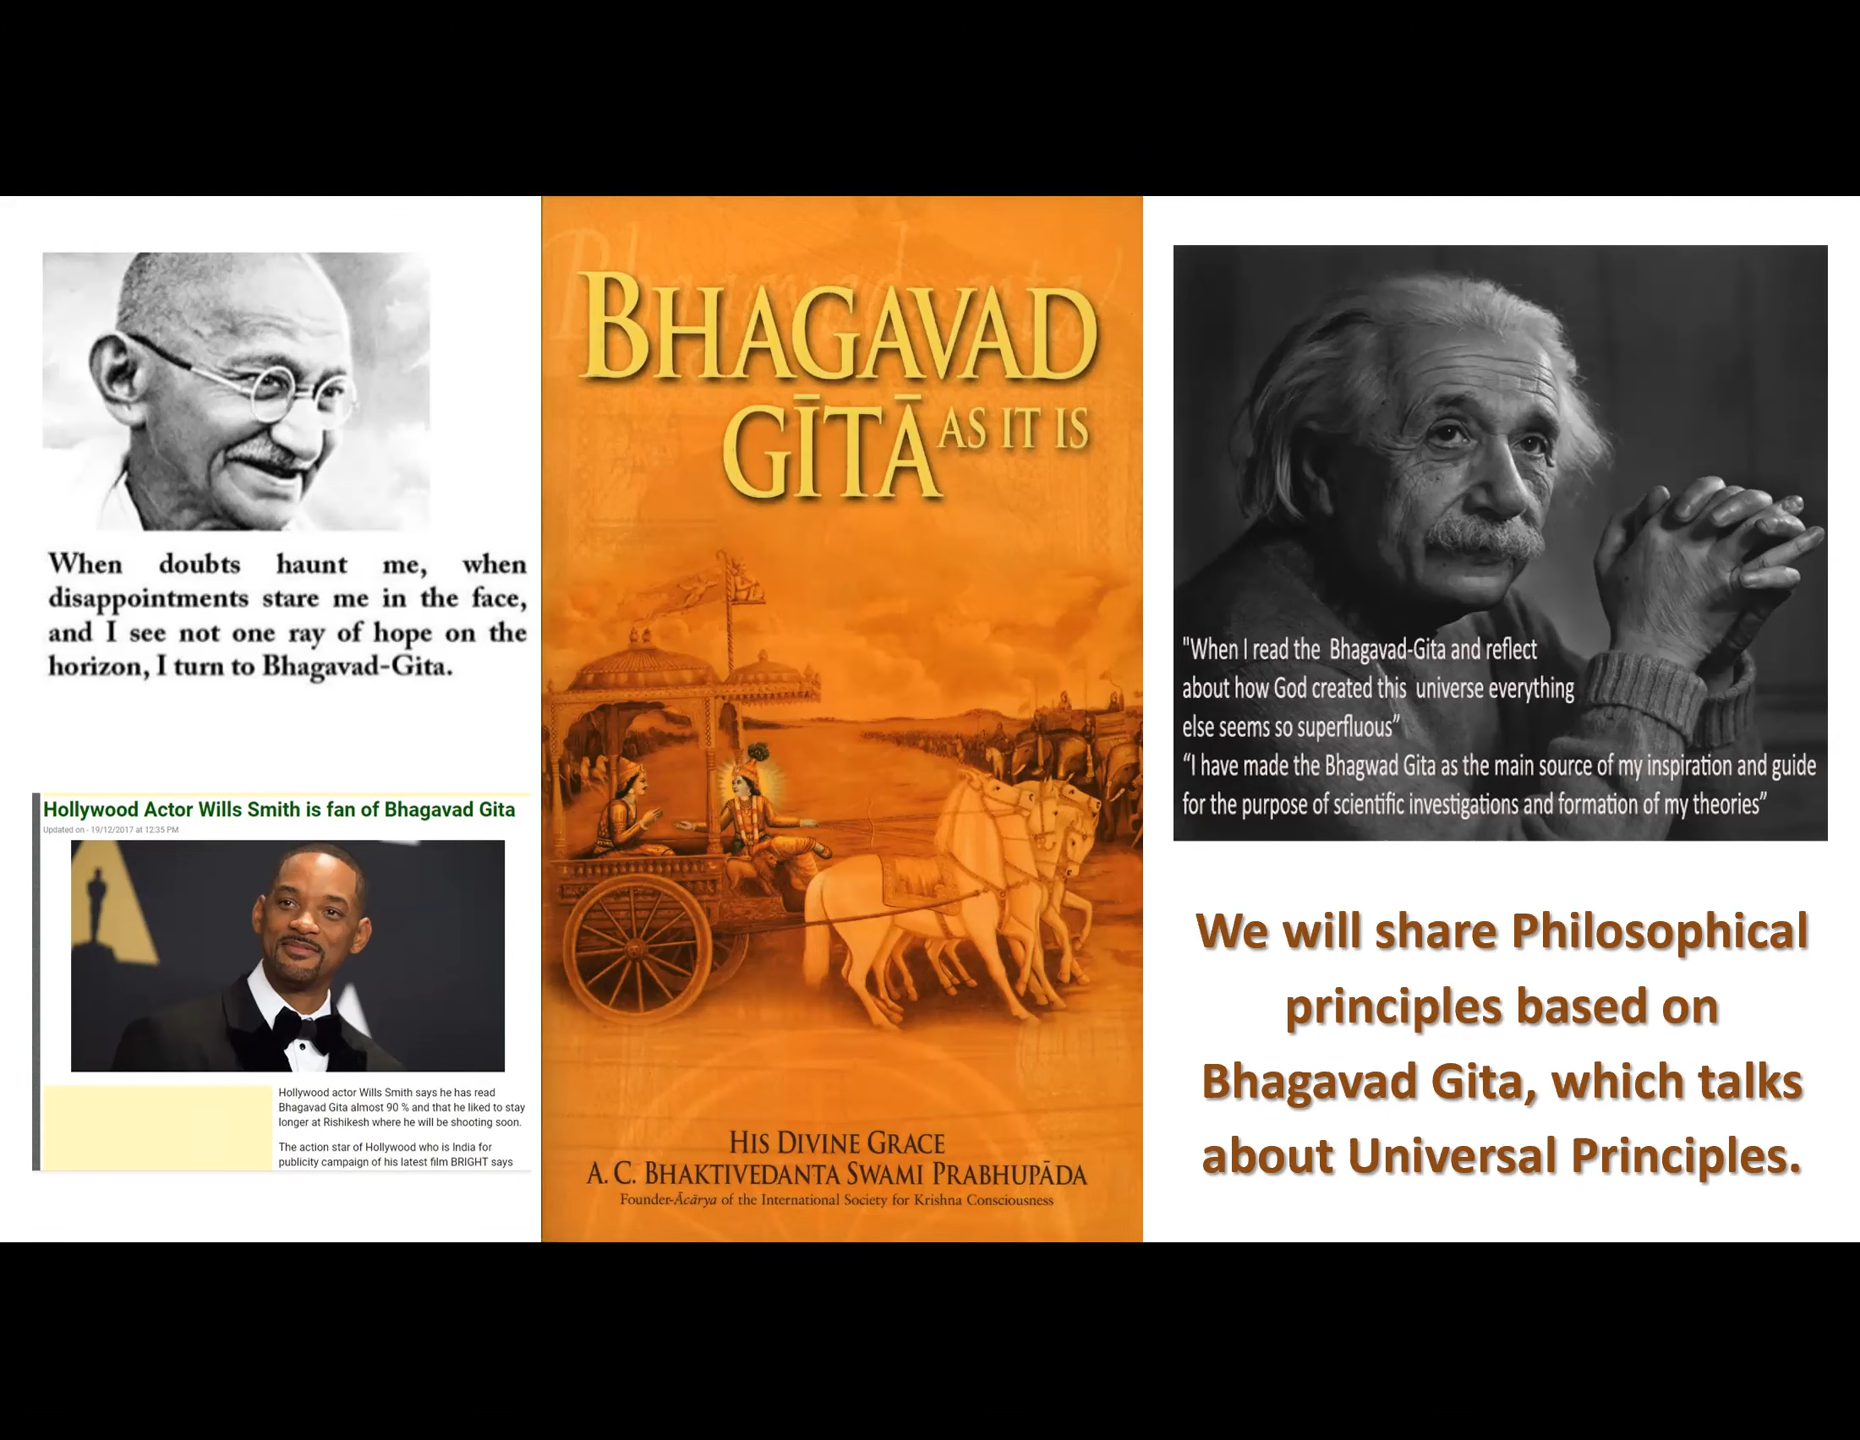 When doubts haunt me, when
disappointments stare me in the face,
and I see not one ray of hope on the
horizon, I turn to Bhagavad-Gita.
Hollywood Actor Wills Smith is fan of Bhagavad Gita
Updated on - 19/12/2017 at 12:35 PM
Hollywood actor Wills Smith says he has read
Bhagavad Gita almost 90 % and that he liked to stay
longer at Rishikesh where he will be shooting soon.
The action star of Hollywood who is India for
publicity campaign of his latest film BRIGHT says
BHAGAVAD
GĪTĀ AS IT IS
HIS DIVINE GRACE
A. C. BHAKTIVEDANTA SWAMI PRABHUPĀDA
Founder-Ācārya of the International Society for Krishna Consciousness
"When I read the Bhagavad-Gita and reflect
about how God created this universe everything
else seems so superfluous”
“I have made the Bhagwad Gita as the main source of my inspiration and guide
for the purpose of scientific investigations and formation of my theories”
We will share Philosophical
principles based on
Bhagavad Gita, which talks
about Universal Principles.